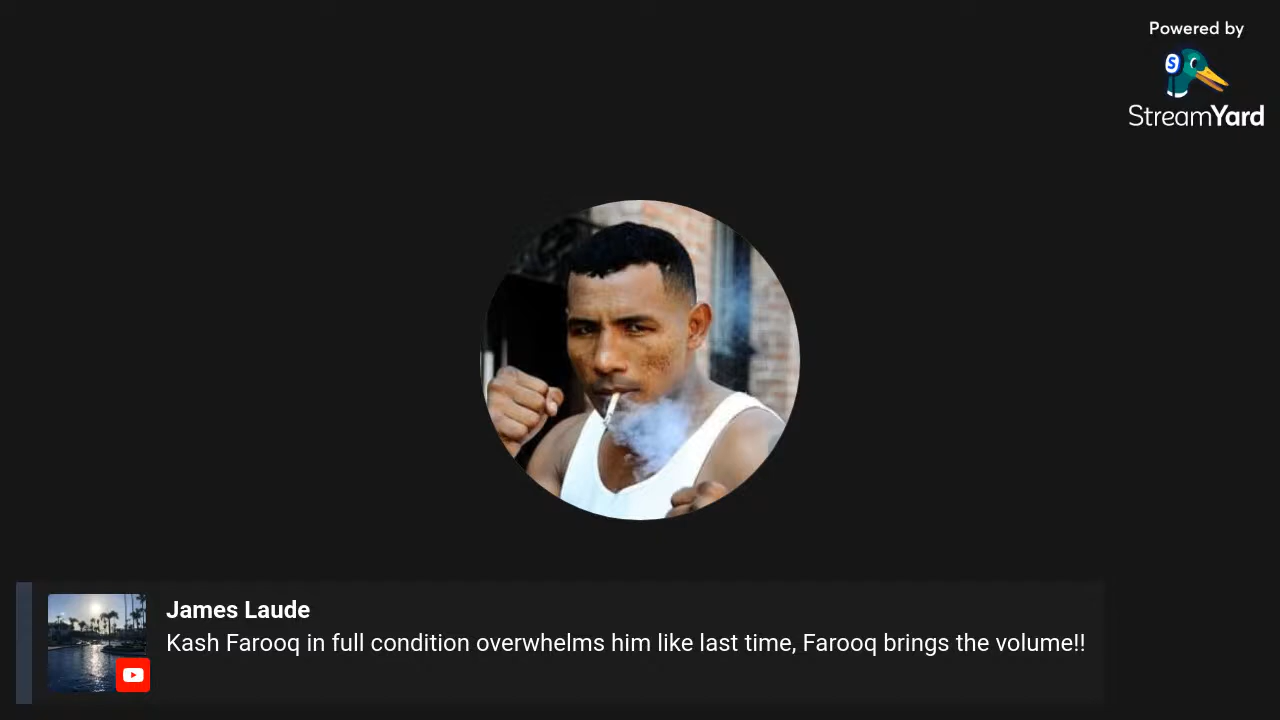 Powered by
S
StreamYard
James Laude
Kash Farooq in full condition overwhelms him like last time, Farooq brings the volume!!